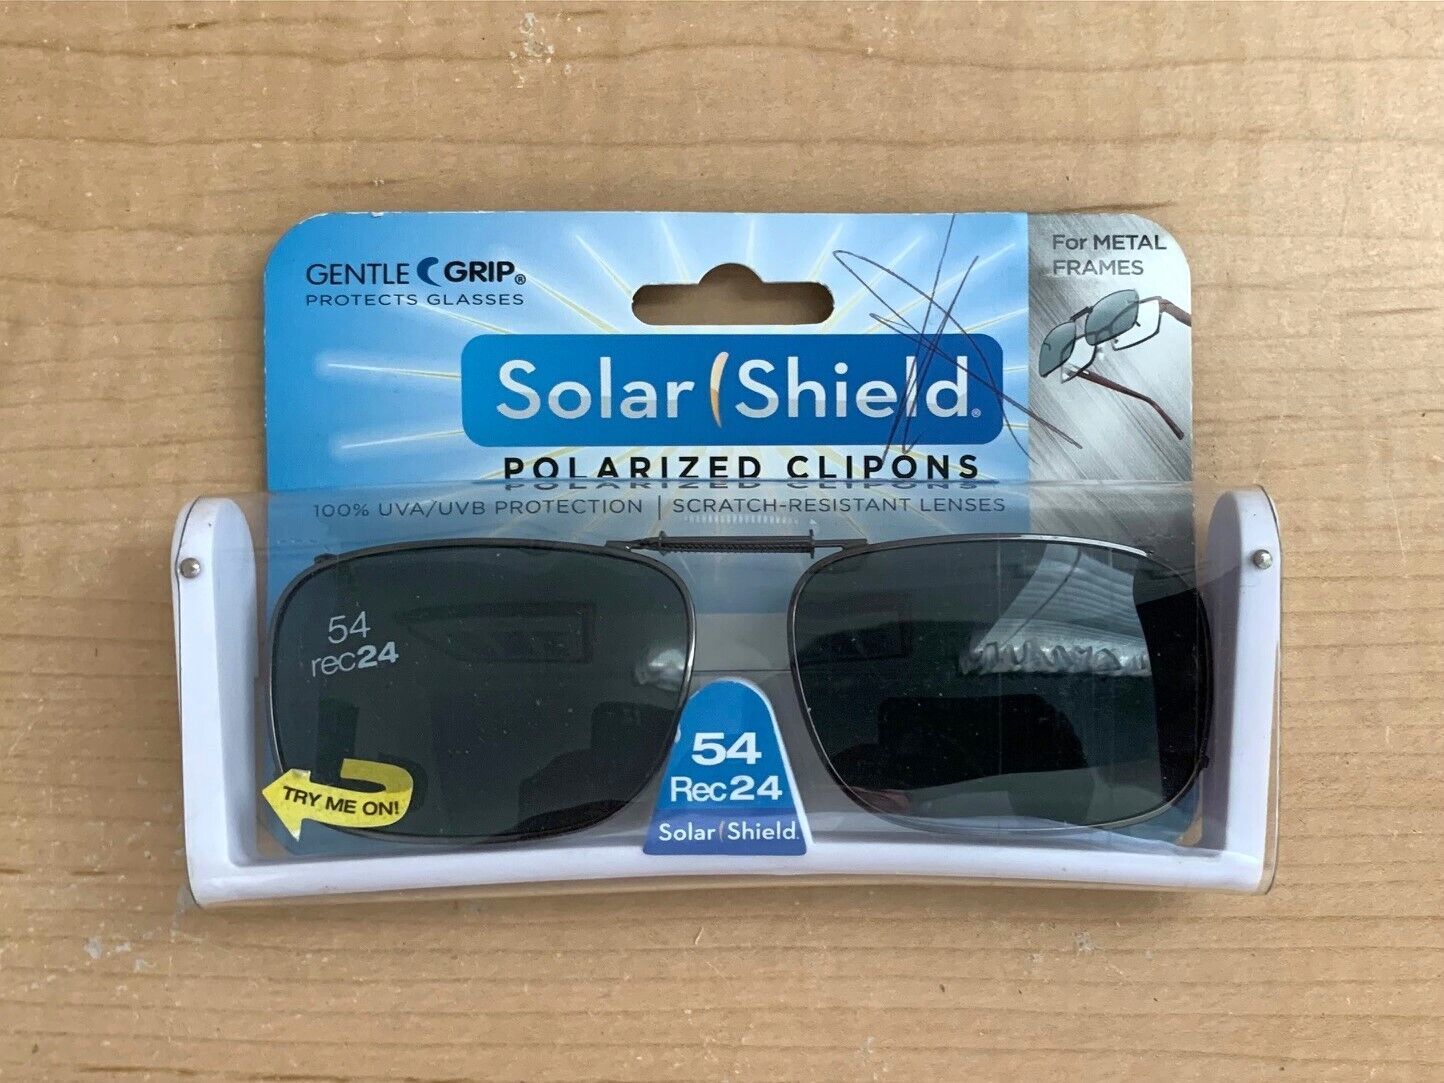 GENTLE GRIP®
PROTECTS GLASSES
For METAL
FRAMES
Solar Shield®
POLARIZED CLIPONS
100% UVA/UVB PROTECTION | SCRATCH-RESISTANT LENSES
54
rec24
TRY ME ON!
54
Rec24
Solar Shield